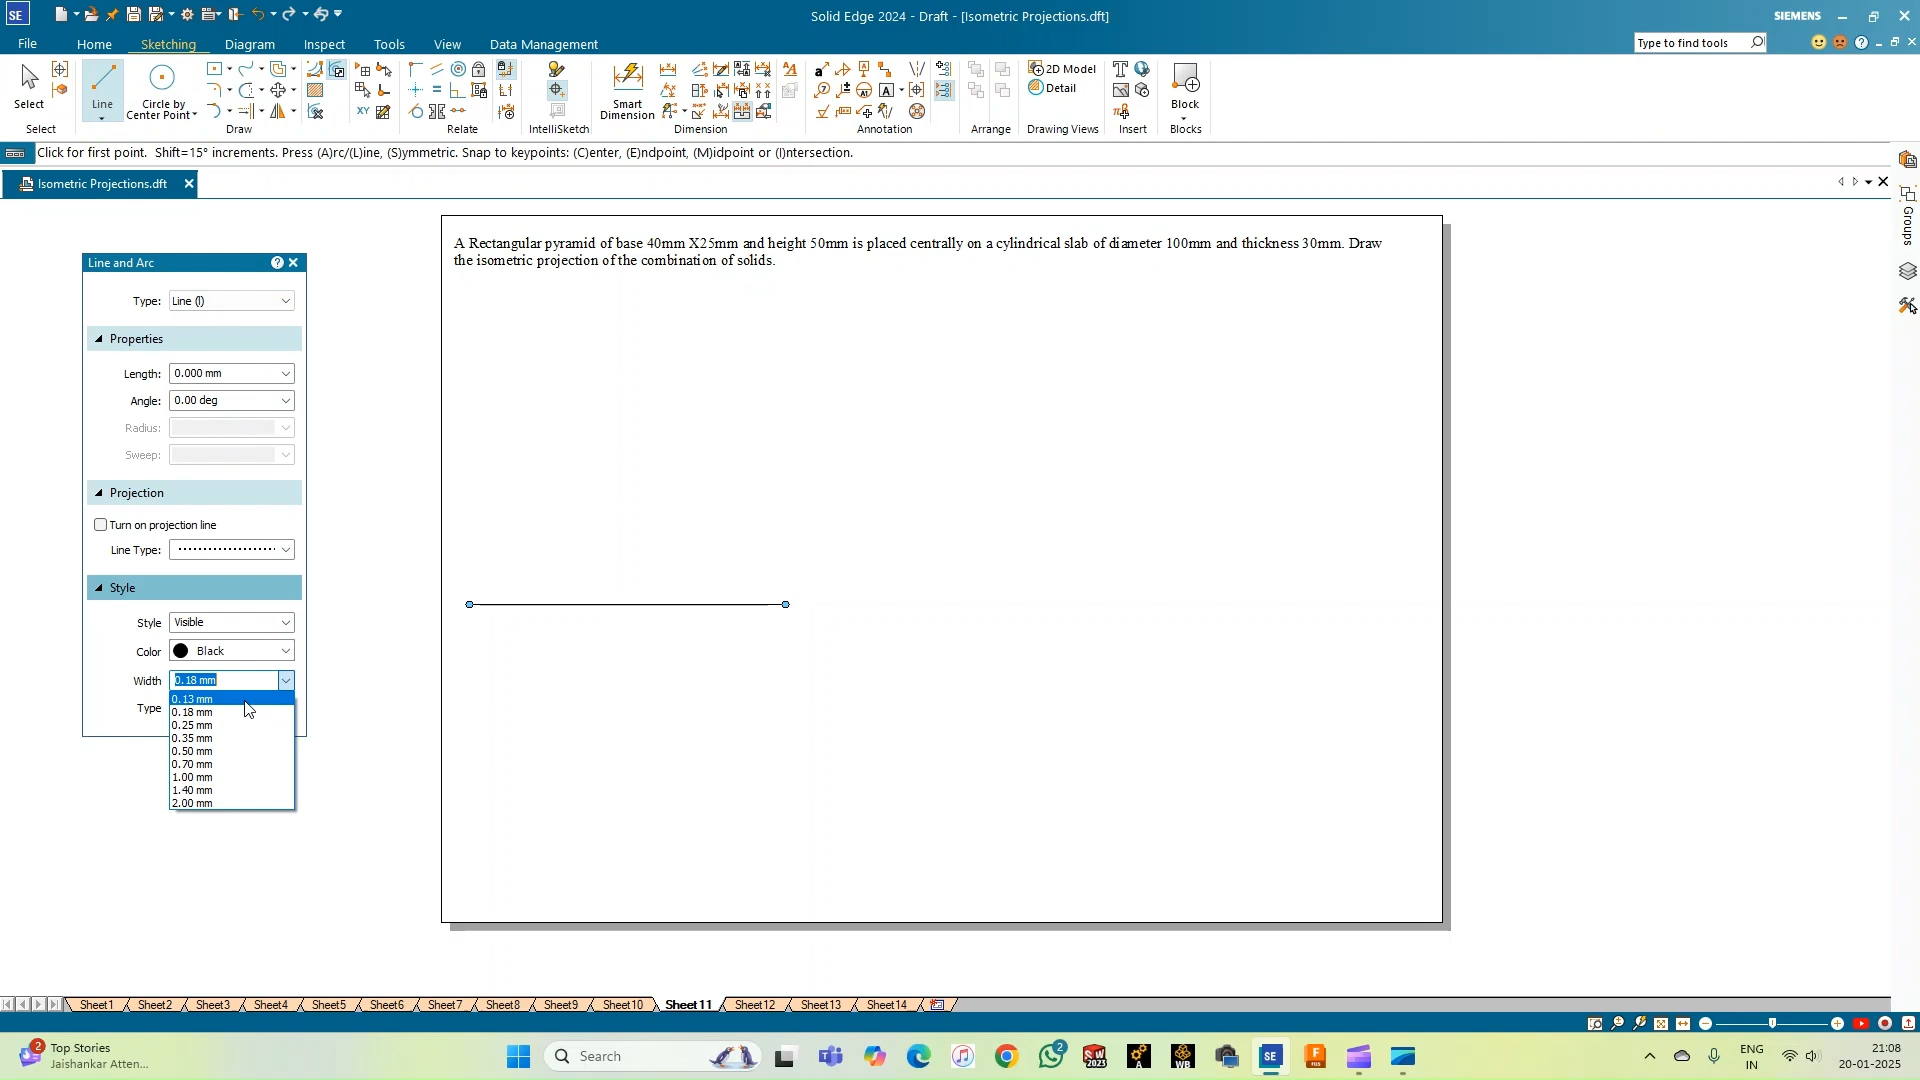 SE
Solid Edge 2024 - Draft - [Isometric Projections.dft]
SIEMENS
File
Home
Sketching
Diagram
Inspect
Tools
View
Data Management
Type to find tools
Select
Line
Circle by
Center Point
Smart
Dimension
2D Model
Detail
Block
Select
Draw
Relate
IntelliSketch
Dimension
Annotation
Arrange
Drawing Views
Insert
Blocks
Click for first point. Shift=15° increments. Press (A)rc/(L)ine, (S)ymmetric. Snap to keypoints: (C)enter, (E)ndpoint, (M)idpoint or (I)ntersection.
Isometric Projections.dft
Groups
A Rectangular pyramid of base 40mm X25mm and height 50mm is placed centrally on a cylindrical slab of diameter 100mm and thickness 30mm. Draw
the isometric projection of the combination of solids.
Line and Arc
Type: Line (l)
Properties
Length: 0.000 mm
Angle: 0.00 deg
Radius:
Sweep:
Projection
Turn on projection line
Line Type:
Style
Style Visible
Color Black
Width 0.18 mm
Type
0.13 mm
0.18 mm
0.25 mm
0.35 mm
0.50 mm
0.70 mm
1.00 mm
1.40 mm
2.00 mm
Sheet1
Sheet2
Sheet3
Sheet4
Sheet5
Sheet6
Sheet7
Sheet8
Sheet9
Sheet10
Sheet11
Sheet12
Sheet13
Sheet14
2
Top Stories
Jaishankar Atten...
Search
2
2023
A
WB
SE
ENG
IN
21:08
20-01-2025